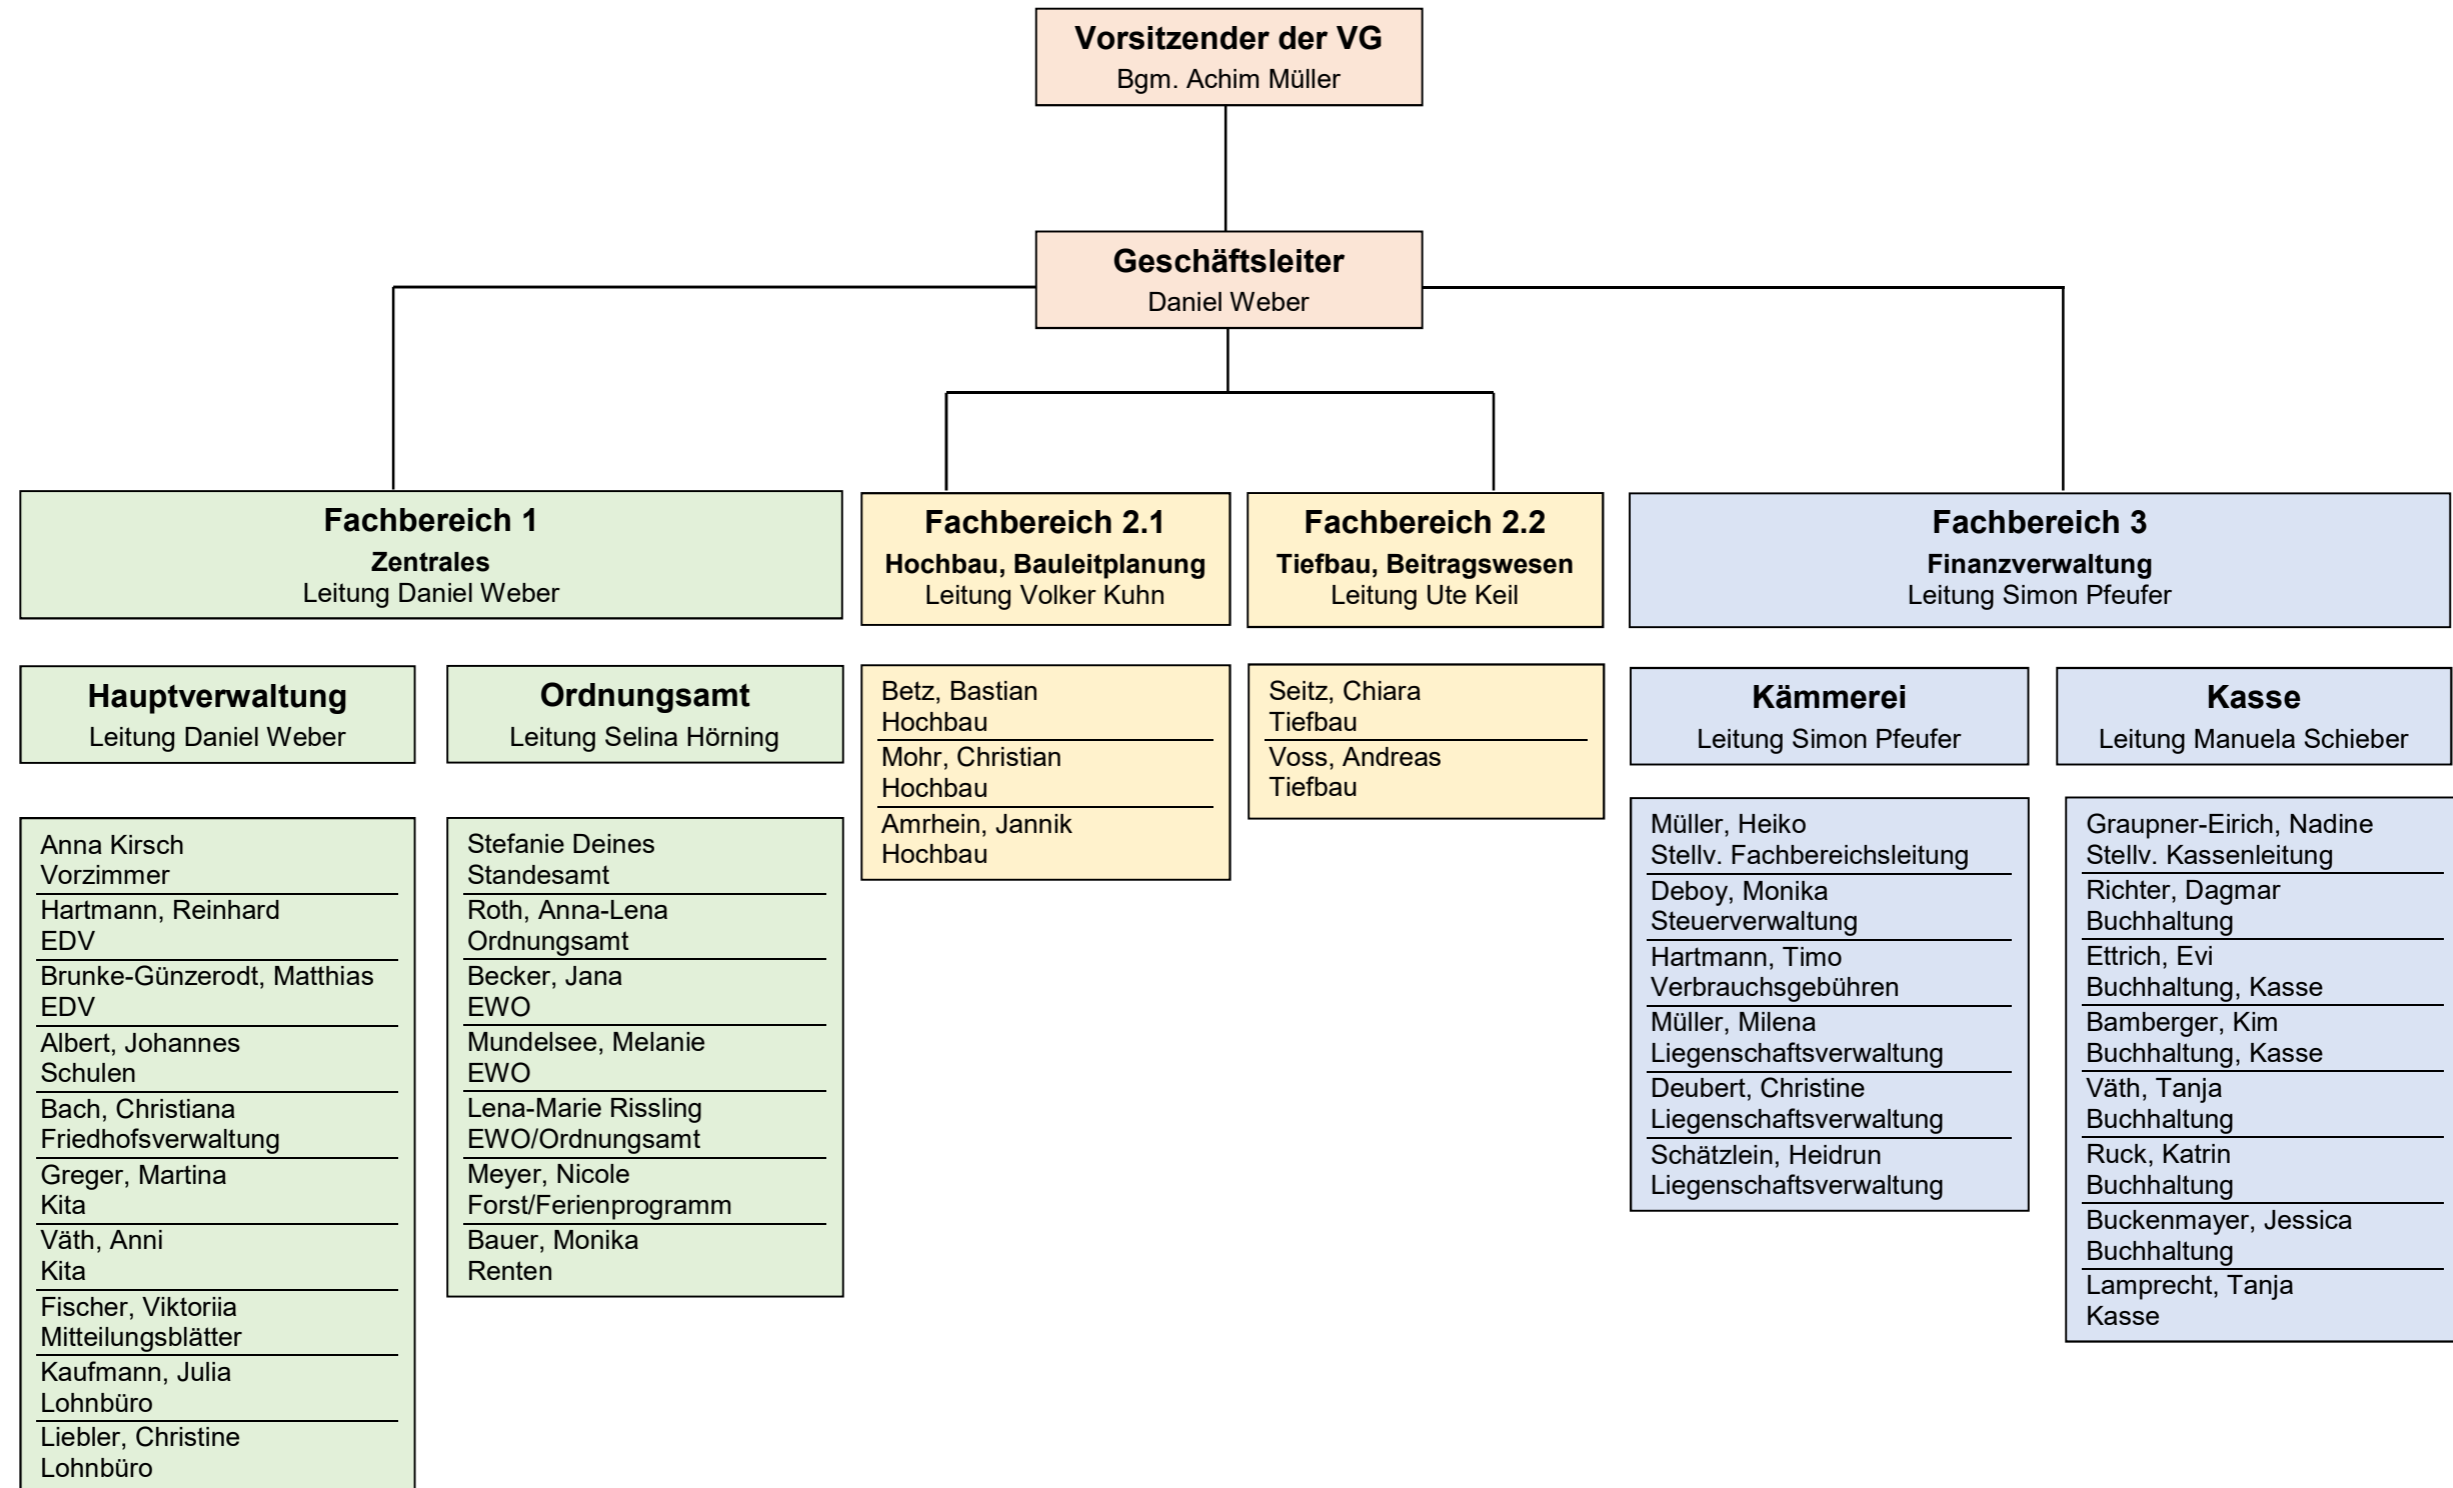 Vorsitzender der VG
Bgm. Achim Müller
Geschäftsleiter
Daniel Weber
Fachbereich 1
Zentrales
Leitung Daniel Weber
Fachbereich 2.1
Hochbau, Bauleitplanung
Leitung Volker Kuhn
Fachbereich 2.2
Tiefbau, Beitragswesen
Leitung Ute Keil
Fachbereich 3
Finanzverwaltung
Leitung Simon Pfeufer
Hauptverwaltung
Leitung Daniel Weber
Anna Kirsch
Vorzimmer
Hartmann, Reinhard
EDV
Brunke-Günzerodt, Matthias
EDV
Albert, Johannes
Schulen
Bach, Christiana
Friedhofsverwaltung
Greger, Martina
Kita
Väth, Anni
Kita
Fischer, Viktoriia
Mitteilungsblätter
Kaufmann, Julia
Lohnbüro
Liebler, Christine
Lohnbüro
Ordnungsamt
Leitung Selina Hörning
Stefanie Deines
Standesamt
Roth, Anna-Lena
Ordnungsamt
Becker, Jana
EWO
Mundelsee, Melanie
EWO
Lena-Marie Rissling
EWO/Ordnungsamt
Meyer, Nicole
Forst/Ferienprogramm
Bauer, Monika
Renten
Betz, Bastian
Hochbau
Mohr, Christian
Hochbau
Amrhein, Jannik
Hochbau
Seitz, Chiara
Tiefbau
Voss, Andreas
Tiefbau
Kämmerei
Leitung Simon Pfeufer
Müller, Heiko
Stellv. Fachbereichsleitung
Deboy, Monika
Steuerverwaltung
Hartmann, Timo
Verbrauchsgebühren
Müller, Milena
Liegenschaftsverwaltung
Deubert, Christine
Liegenschaftsverwaltung
Schätzlein, Heidrun
Liegenschaftsverwaltung
Kasse
Leitung Manuela Schieber
Graupner-Eirich, Nadine
Stellv. Kassenleitung
Richter, Dagmar
Buchhaltung
Ettrich, Evi
Buchhaltung, Kasse
Bamberger, Kim
Buchhaltung, Kasse
Väth, Tanja
Buchhaltung
Ruck, Katrin
Buchhaltung
Buckenmayer, Jessica
Buchhaltung
Lamprecht, Tanja
Kasse